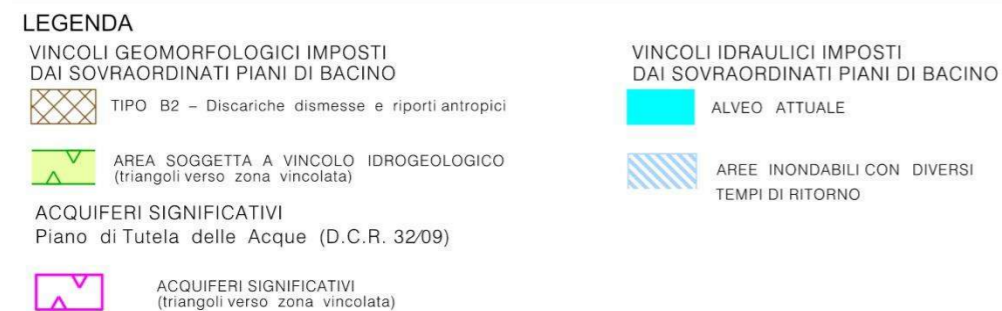 LEGENDA
VINCOLI GEOMORFOLOGICI IMPOSTI
DAI SOVRAORDINATI PIANI DI BACINO
TIPO B2 – Discariche dismesse e riporti antropici
AREA SOGGETTA A VINCOLO IDROGEOLOGICO
(triangoli verso zona vincolata)
ACQUIFERI SIGNIFICATIVI
Piano di Tutela delle Acque (D.C.R. 32/09)
ACQUIFERI SIGNIFICATIVI
(triangoli verso zona vincolata)
VINCOLI IDRAULICI IMPOSTI
DAI SOVRAORDINATI PIANI DI BACINO
ALVEO ATTUALE
AREE INONDABILI CON DIVERSI
TEMPI DI RITORNO